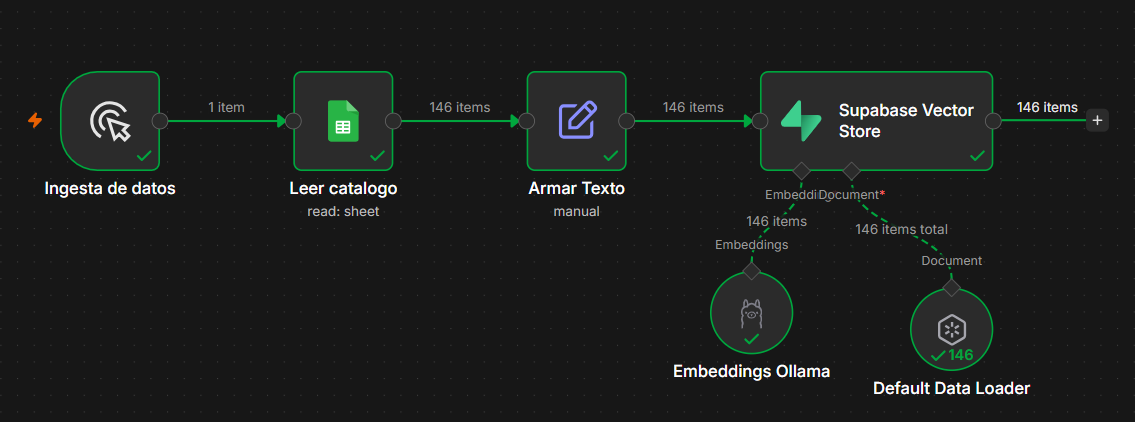 1 item
146 items
146 items
146 items
Supabase Vector
Store
Ingesta de datos
Leer catalogo
read: sheet
Armar Texto
manual
Document*
146 items
146 items total
Embeddings
Document
146
Embeddings Ollama
Default Data Loader